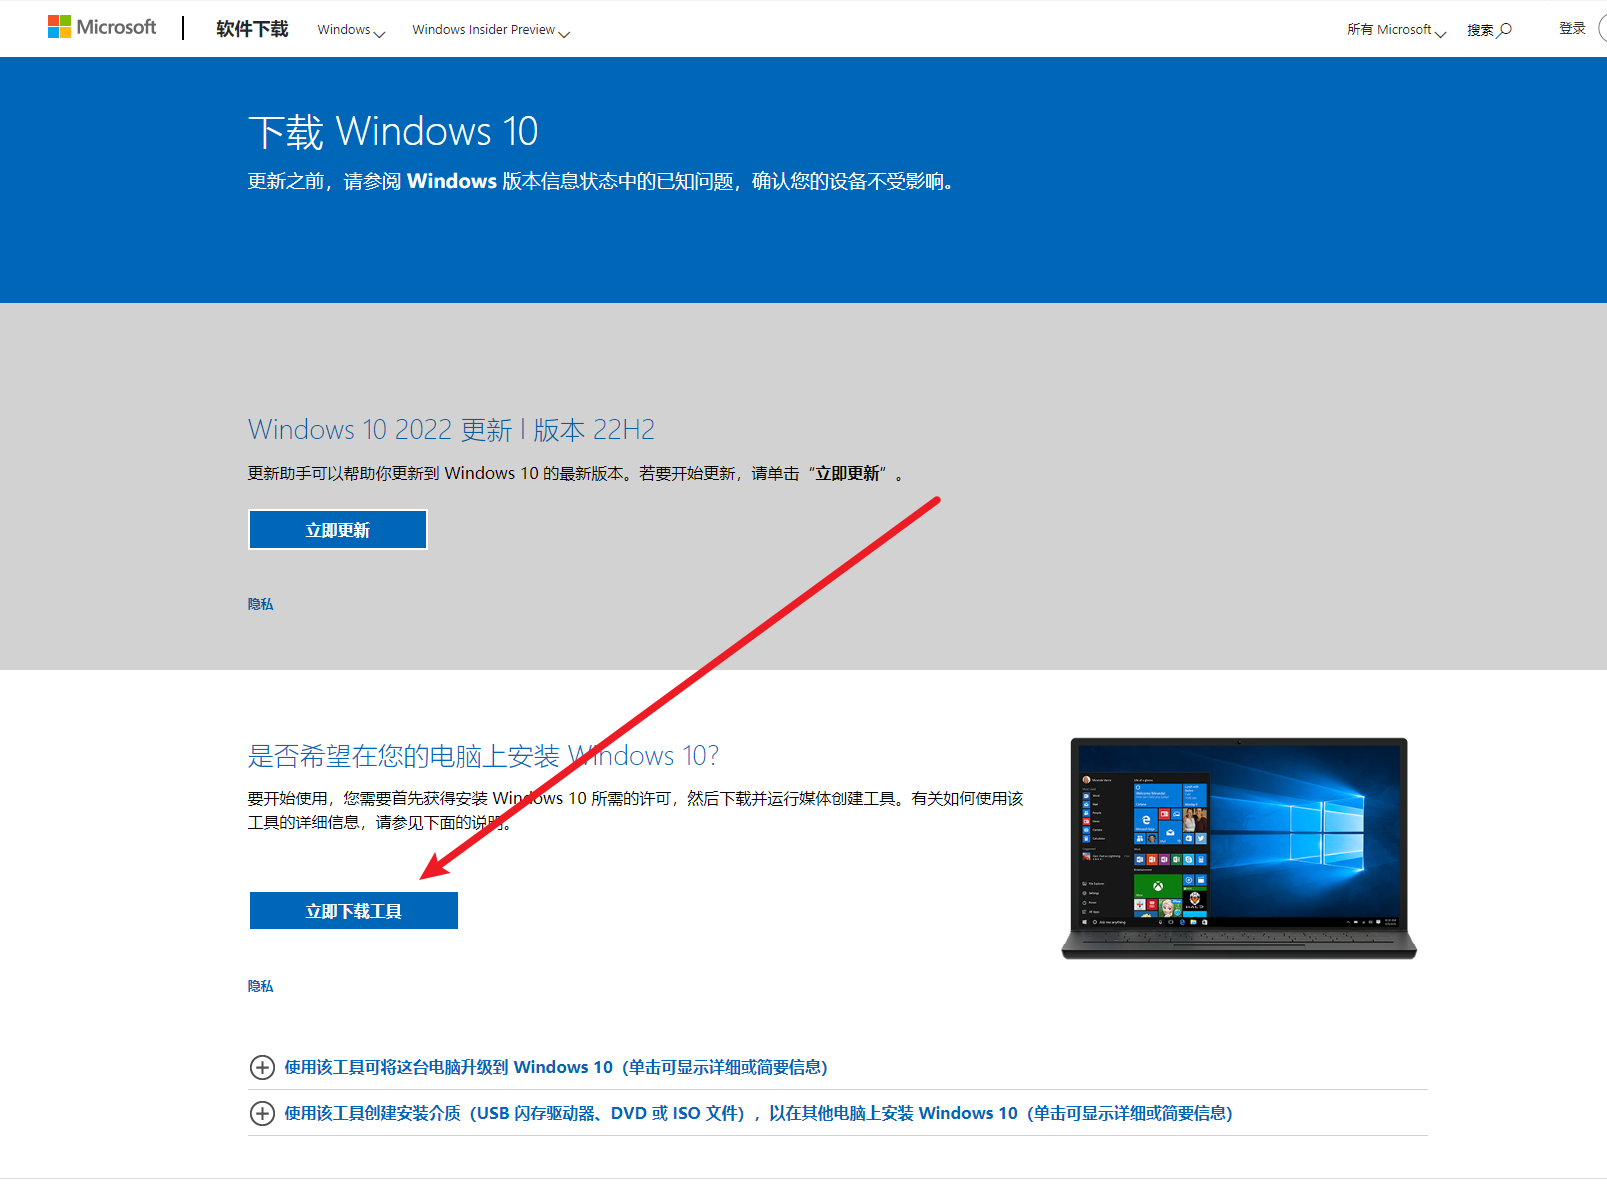 Microsoft
软件下载
Windows
Windows Insider Preview
所有 Microsoft
搜索
登录
下载 Windows 10
更新之前，请参阅 Windows 版本信息状态中的已知问题，确认您的设备不受影响。
Windows 10 2022 更新 | 版本 22H2
更新助手可以帮助你更新到 Windows 10 的最新版本。若要开始更新，请单击“立即更新”。
立即更新
隐私
是否希望在您的电脑上安装 Windows 10?
要开始使用，您需要首先获得安装 Windows 10 所需的许可，然后下载并运行媒体创建工具。有关如何使用该
工具的详细信息，请参见下面的说明。
立即下载工具
隐私
使用该工具可将这台电脑升级到 Windows 10（单击可显示详细或简要信息）
使用该工具创建安装介质（USB 闪存驱动器、DVD 或 ISO 文件），以在其他电脑上安装 Windows 10（单击可显示详细或简要信息）